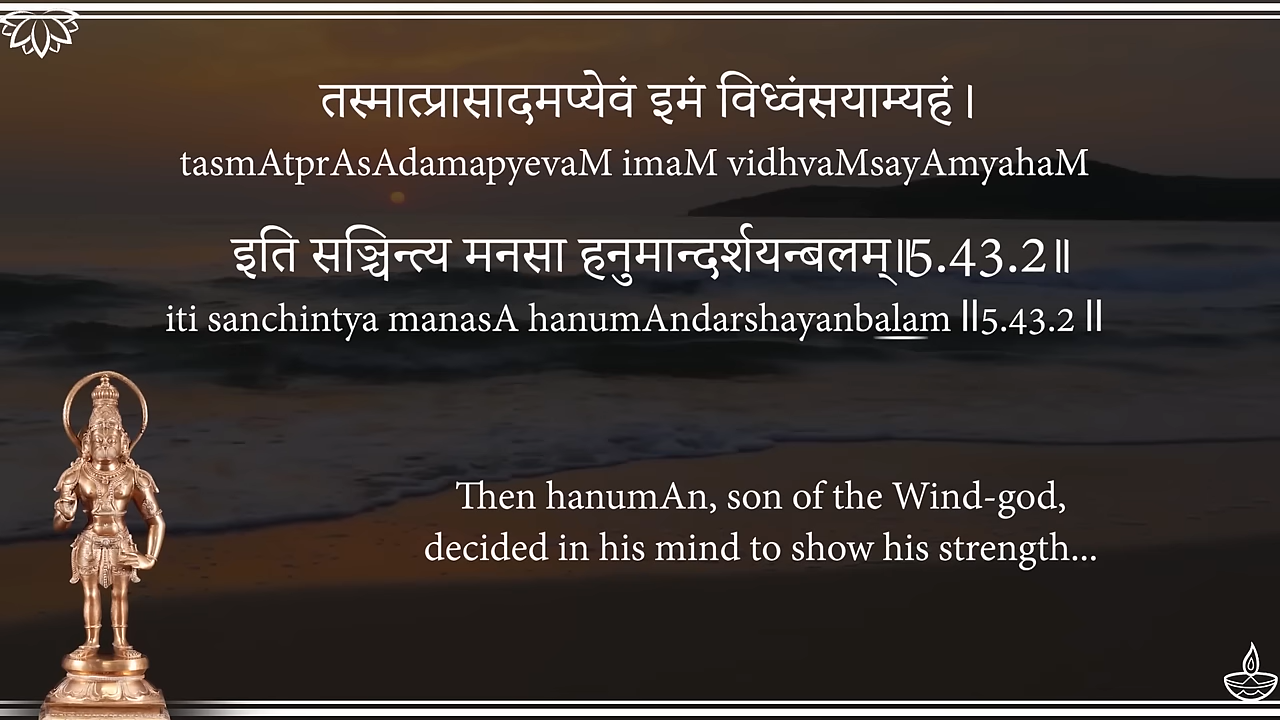 तस्मात्प्रासादमप्येवं इमं विध्वंसयाम्यहं।
tasmAtprAsAdamapyevaM imaM vidhvaMsayAmyahaM
इति सञ्चिन्त्य मनसा हनुमान्दर्शयन्बलम्॥5.43.2॥
iti sanchintya manasA hanumAndarshayanbalam ॥5.43.2 ॥
Then hanumAn, son of the Wind-god,
decided in his mind to show his strength...